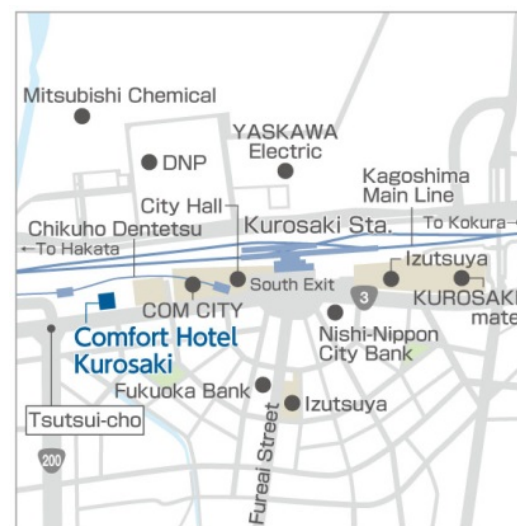 Mitsubishi Chemical
YASKAWA
Electric
DNP
Kagoshima
Main Line
City Hall
Kurosaki Sta.
To Kokura→
Chikuho Dentetsu
←To Hakata
Izutsuya
South Exit
3
COM CITY
KUROSAKI
mate
Comfort Hotel
Kurosaki
Nishi-Nippon
City Bank
Fukuoka Bank
Izutsuya
Tsutsui-cho
Fureai Street
200